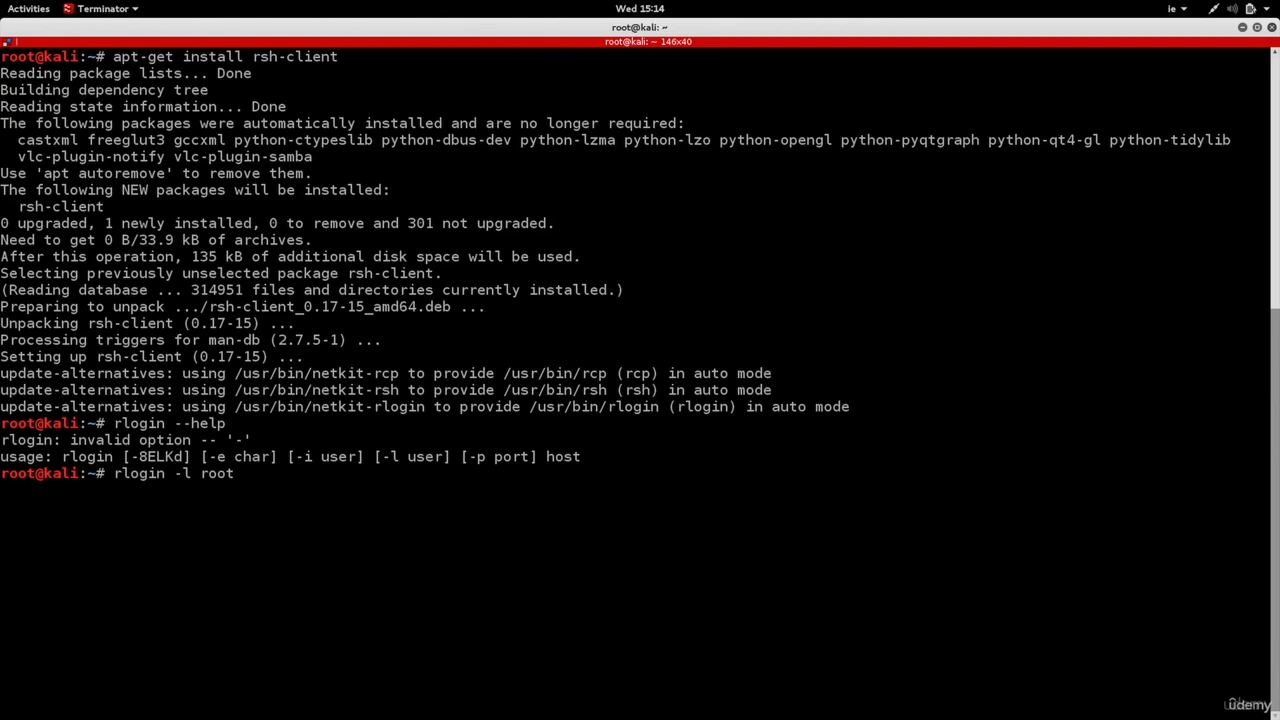 Activities Terminator Wed 15:14 ie
root@kali: ~
root@kali: ~ 146x40
root@kali:~# apt-get install rsh-client
Reading package lists... Done
Building dependency tree
Reading state information... Done
The following packages were automatically installed and are no longer required:
castxml freeglut3 gccxml python-ctypeslib python-dbus-dev python-lzma python-lzo python-opengl python-pyqtgraph python-qt4-gl python-tidylib
vlc-plugin-notify vlc-plugin-samba
Use 'apt autoremove' to remove them.
The following NEW packages will be installed:
rsh-client
0 upgraded, 1 newly installed, 0 to remove and 301 not upgraded.
Need to get 0 B/33.9 kB of archives.
After this operation, 135 kB of additional disk space will be used.
Selecting previously unselected package rsh-client.
(Reading database ... 314951 files and directories currently installed.)
Preparing to unpack .../rsh-client_0.17-15_amd64.deb ...
Unpacking rsh-client (0.17-15) ...
Processing triggers for man-db (2.7.5-1) ...
Setting up rsh-client (0.17-15) ...
update-alternatives: using /usr/bin/netkit-rcp to provide /usr/bin/rcp (rcp) in auto mode
update-alternatives: using /usr/bin/netkit-rsh to provide /usr/bin/rsh (rsh) in auto mode
update-alternatives: using /usr/bin/netkit-rlogin to provide /usr/bin/rlogin (rlogin) in auto mode
root@kali:~# rlogin --help
rlogin: invalid option -- '-'
usage: rlogin [-8ELKd] [-e char] [-i user] [-l user] [-p port] host
root@kali:~# rlogin -l root
ûdemy